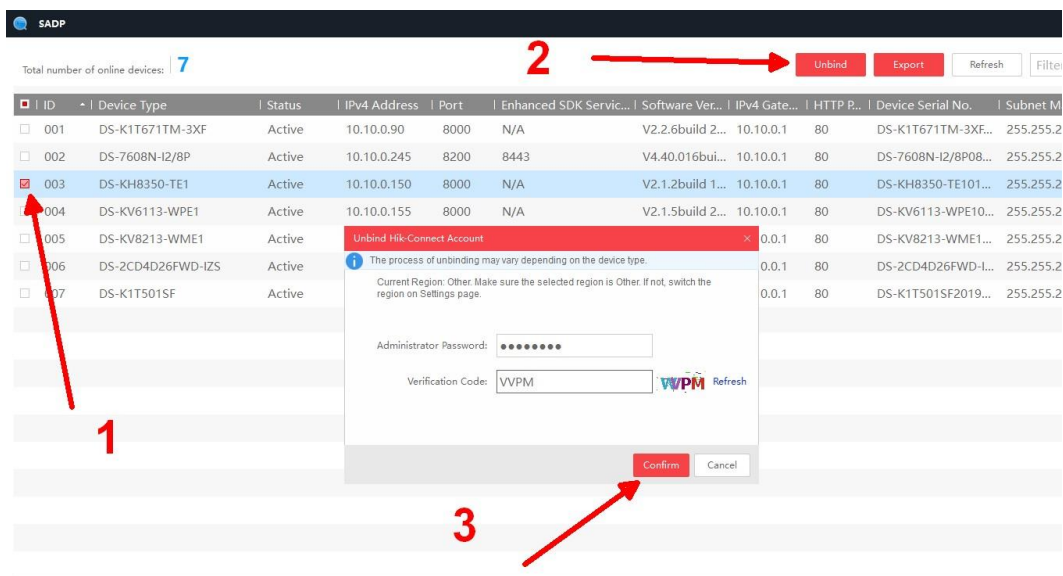 SADP
Total number of online devices: 7
2
Unbind Export Refresh Filter
ID Device Type Status IPv4 Address Port Enhanced SDK Servic... Software Ver... IPv4 Gate... HTTP P... Device Serial No. Subnet M
001 DS-K1T671TM-3XF Active 10.10.0.90 8000 N/A V2.2.6build 2... 10.10.0.1 80 DS-K1T671TM-3XF... 255.255.2
002 DS-7608N-I2/8P Active 10.10.0.245 8200 8443 V4.40.016bui... 10.10.0.1 80 DS-7608N-I2/8P08... 255.255.2
003 DS-KH8350-TE1 Active 10.10.0.150 8000 N/A V2.1.2build 1... 10.10.0.1 80 DS-KH8350-TE101... 255.255.2
004 DS-KV6113-WPE1 Active 10.10.0.155 8000 N/A V2.1.5build 2... 10.10.0.1 80 DS-KV6113-WPE10... 255.255.2
005 DS-KV8213-WME1 Active 0.0.1 80 DS-KV8213-WME1... 255.255.2
006 DS-2CD4D26FWD-IZS Active 0.0.1 80 DS-2CD4D26FWD-I... 255.255.2
007 DS-K1T501SF Active 0.0.1 80 DS-K1T501SF2019... 255.255.2
Unbind Hik-Connect Account
The process of unbinding may vary depending on the device type.
Current Region: Other. Make sure the selected region is Other. If not, switch the
region on Settings page.
Administrator Password:
Verification Code: VVPM VVPM Refresh
1
Confirm Cancel
3